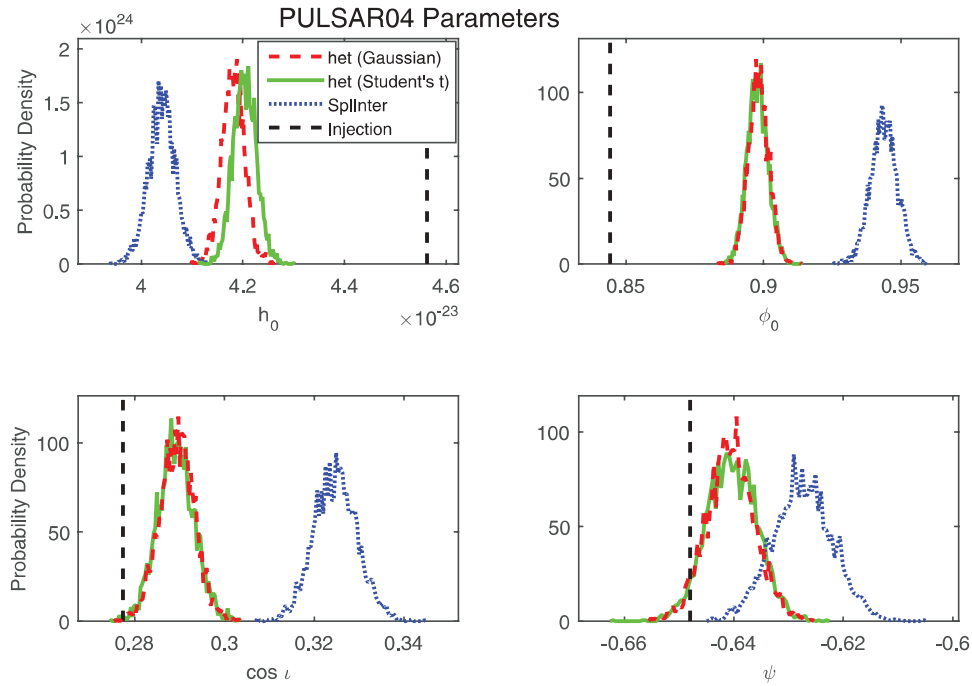 PULSAR04 Parameters
×10^24
2
1.5
1
0.5
0
Probability Density
4
4.2
4.4
4.6
h_0
×10^-23
het (Gaussian)
het (Student's t)
SplInter
Injection
100
50
0
0.85
0.9
0.95
ϕ_0
100
50
0
Probability Density
0.28
0.3
0.32
0.34
cos ι
100
50
0
-0.66
-0.64
-0.62
-0.6
ψ